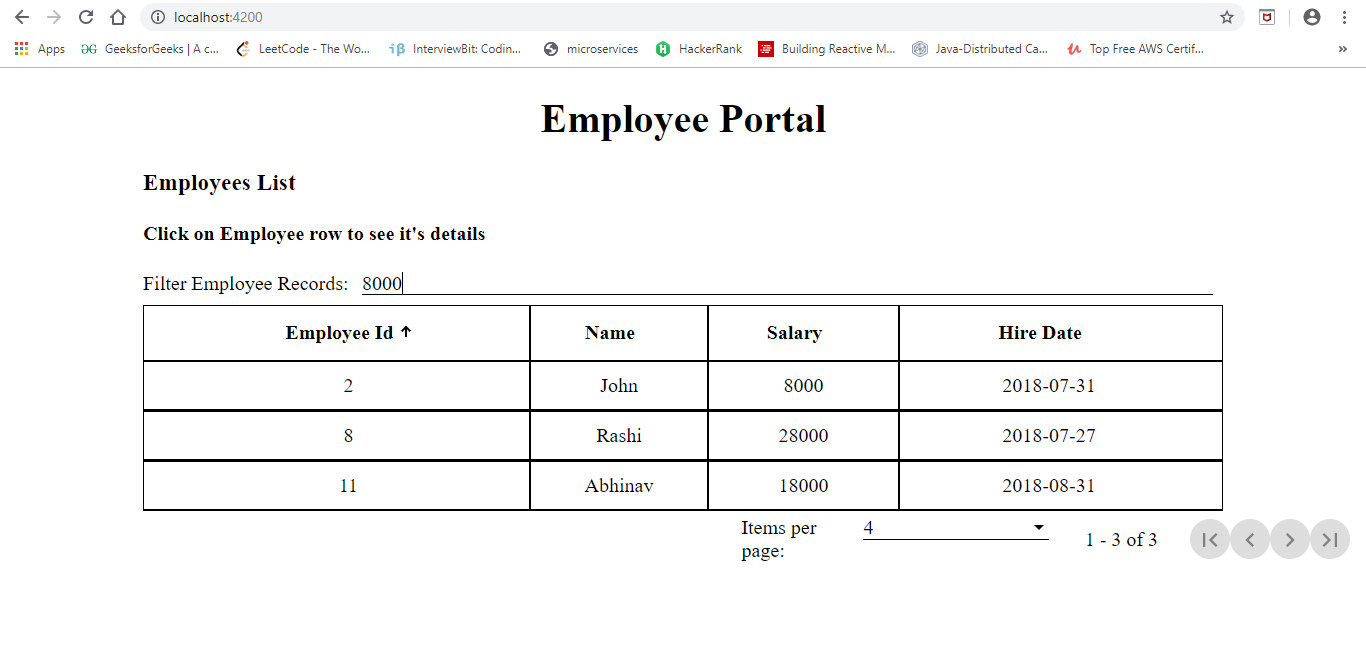 localhost:4200
Apps GeeksforGeeks | A c... LeetCode - The Wo... InterviewBit: Codin... microservices HackerRank Building Reactive M... Java-Distributed Ca... Top Free AWS Certif... »
Employee Portal
Employees List
Click on Employee row to see it's details
Filter Employee Records: 8000
Employee Id ↑ Name Salary Hire Date
2 John 8000 2018-07-31
8 Rashi 28000 2018-07-27
11 Abhinav 18000 2018-08-31
Items per page: 4 1 - 3 of 3